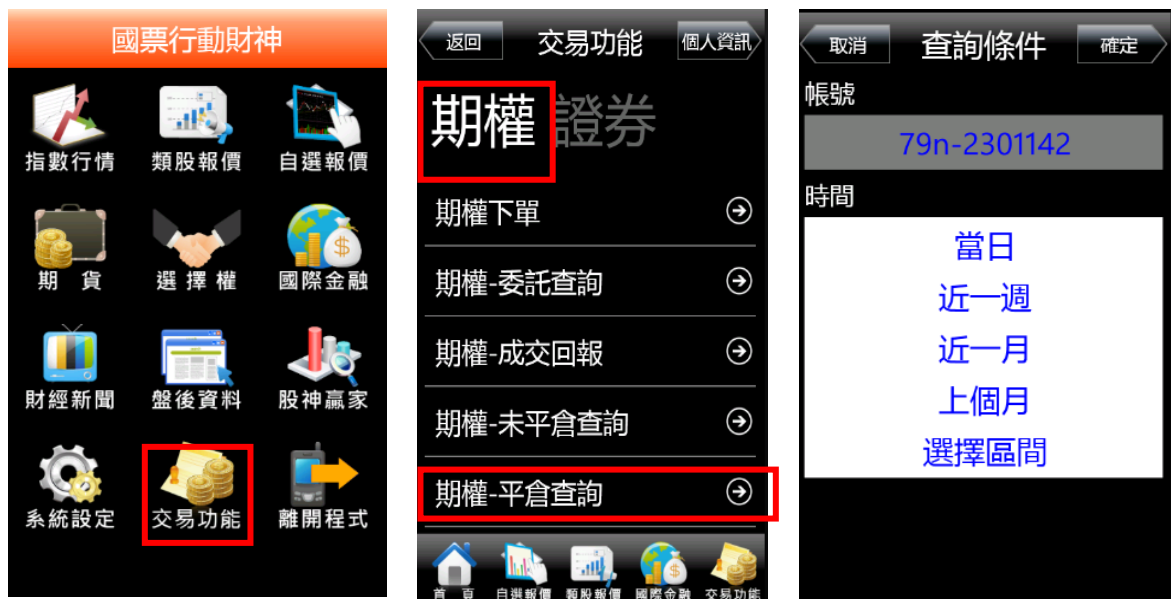 國票行動財神
指數行情 類股報價 自選報價
期 貨 選 擇 權 國際金融
財經新聞 盤後資料 股神贏家
系統設定 交易功能 離開程式
返回 交易功能 個人資訊
期權 證券
期權下單
期權-委託查詢
期權-成交回報
期權-未平倉查詢
期權-平倉查詢
首 頁 自選報價 類股報價 國際金融 交易功能
取消 查詢條件 確定
帳號
79n-2301142
時間
當日
近一週
近一月
上個月
選擇區間